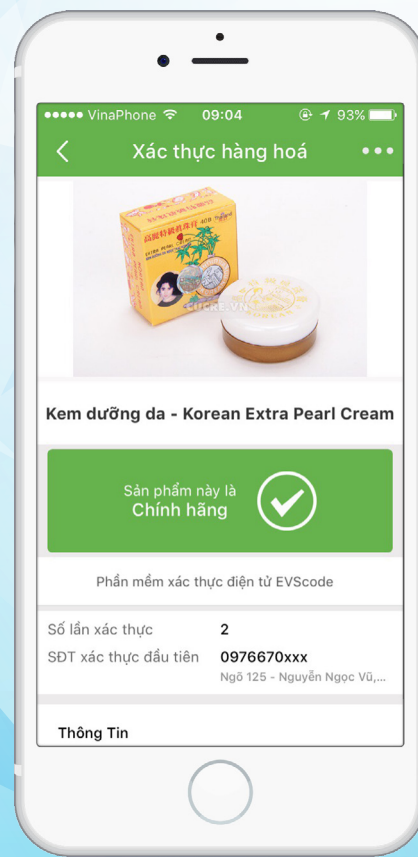 VinaPhone 09:04 93%
Xác thực hàng hoá
CUCRE.VN
Kem dưỡng da - Korean Extra Pearl Cream
Sản phẩm này là
Chính hãng
Phần mềm xác thực điện tử EVScode
Số lần xác thực 2
SĐT xác thực đầu tiên 0976670xxx
Ngõ 125 - Nguyễn Ngọc Vũ,...
Thông Tin